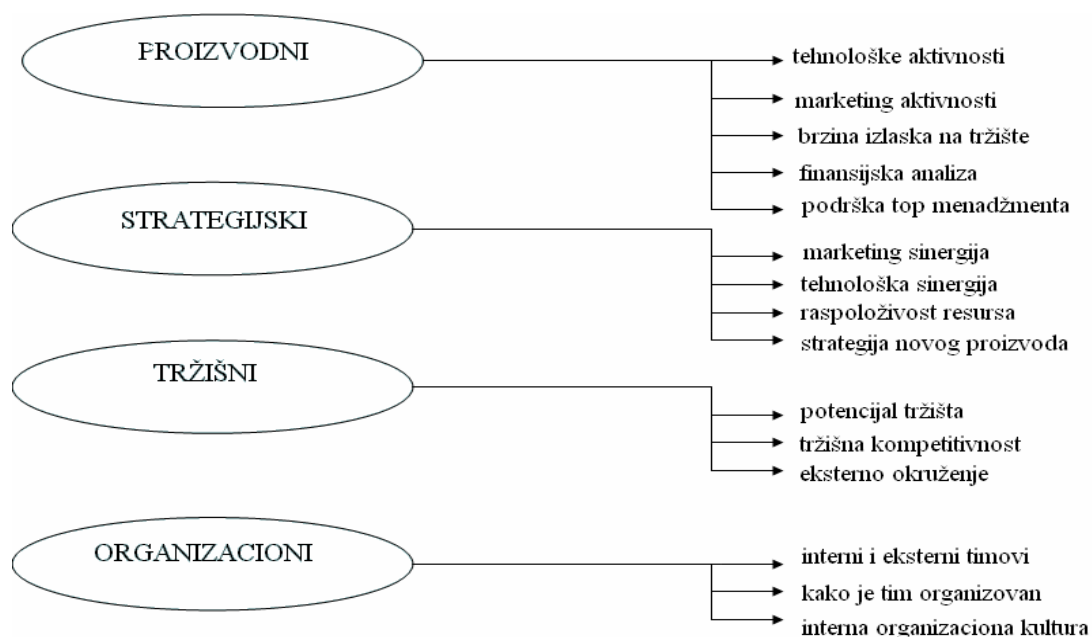 PROIZVODNI
tehnološke aktivnosti
marketing aktivnosti
brzina izlaska na tržište
finansijska analiza
podrška top menadžmenta
STRATEGIJSKI
marketing sinergija
tehnološka sinergija
raspoloživost resursa
strategija novog proizvoda
TRŽIŠNI
potencijal tržišta
tržišna kompetitivnost
eksterno okruženje
ORGANIZACIONI
interni i eksterni timovi
kako je tim organizovan
interna organizaciona kultura